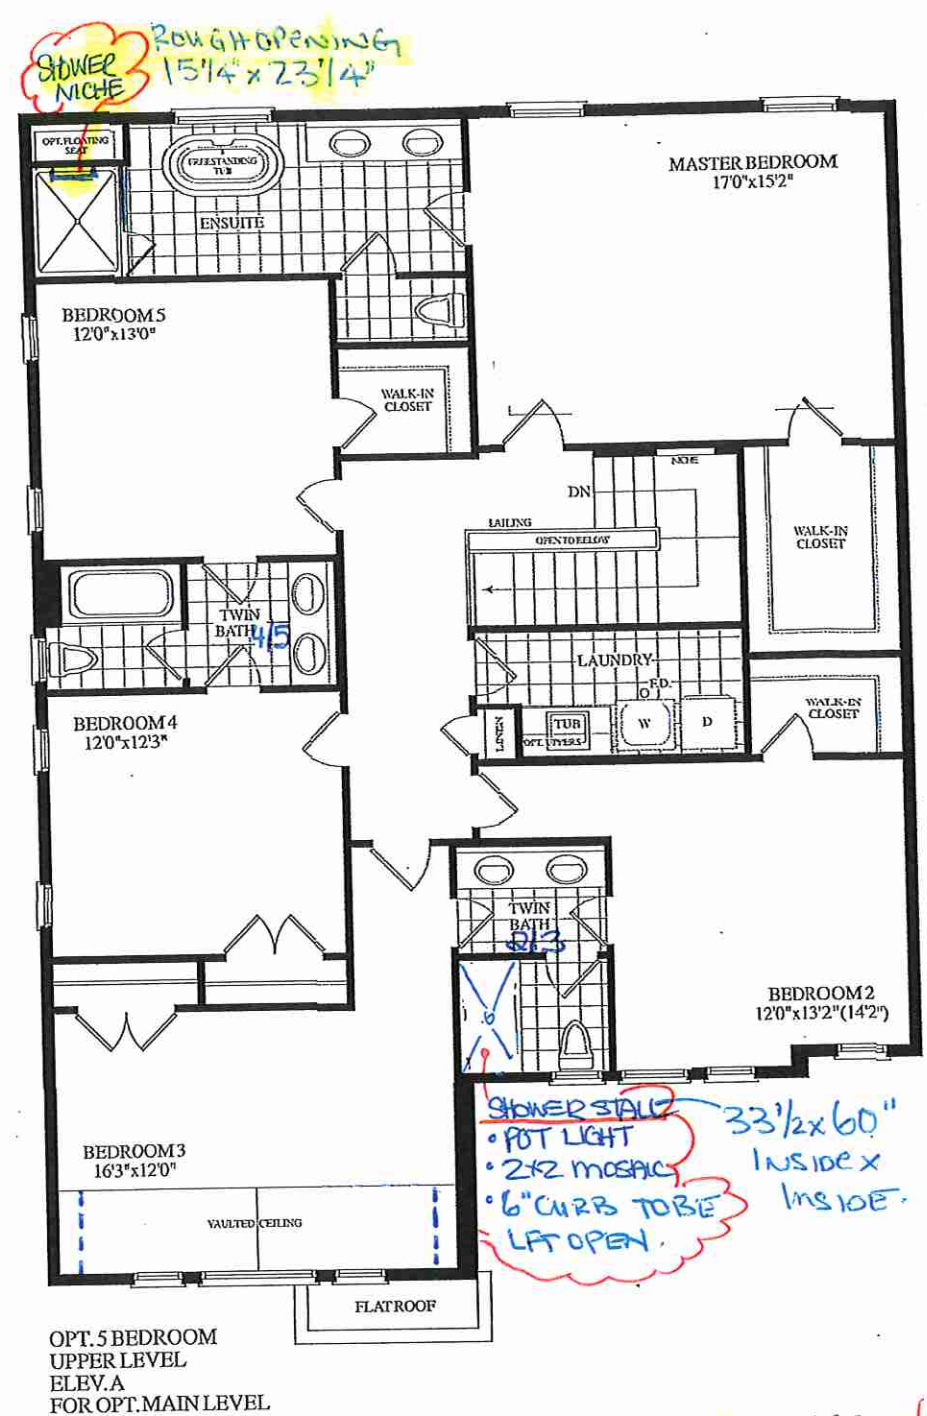 ROUGH OPENING
15 1/4" x 23 1/4"
SHOWER
NICHE
OPT. FLOATING
SEAT
FREESTANDING
TUB
ENSUITE
MASTER BEDROOM
17'0"x15'2"
BEDROOM 5
12'0"x13'0"
WALK-IN
CLOSET
NICHE
DN
LAILING
OPEN TO BELOW
WALK-IN
CLOSET
TWIN
BATH 4/5
LAUNDRY
F.D.
LINEN
TUB
W
D
OPT.
WALK-IN
CLOSET
BEDROOM 4
12'0"x12'3"
TWIN
BATH
2/3
BEDROOM 2
12'0"x13'2"(14'2")
SHOWER STALL
• POT LIGHT
• 2x2 MOSAIC
• 6" CURB TO BE
LFT OPEN.
33 1/2 x 60"
INSIDE x
INSIDE.
BEDROOM 3
16'3"x12'0"
VAULTED CEILING
FLAT ROOF
OPT. 5 BEDROOM
UPPER LEVEL
ELEV. A
FOR OPT. MAIN LEVEL